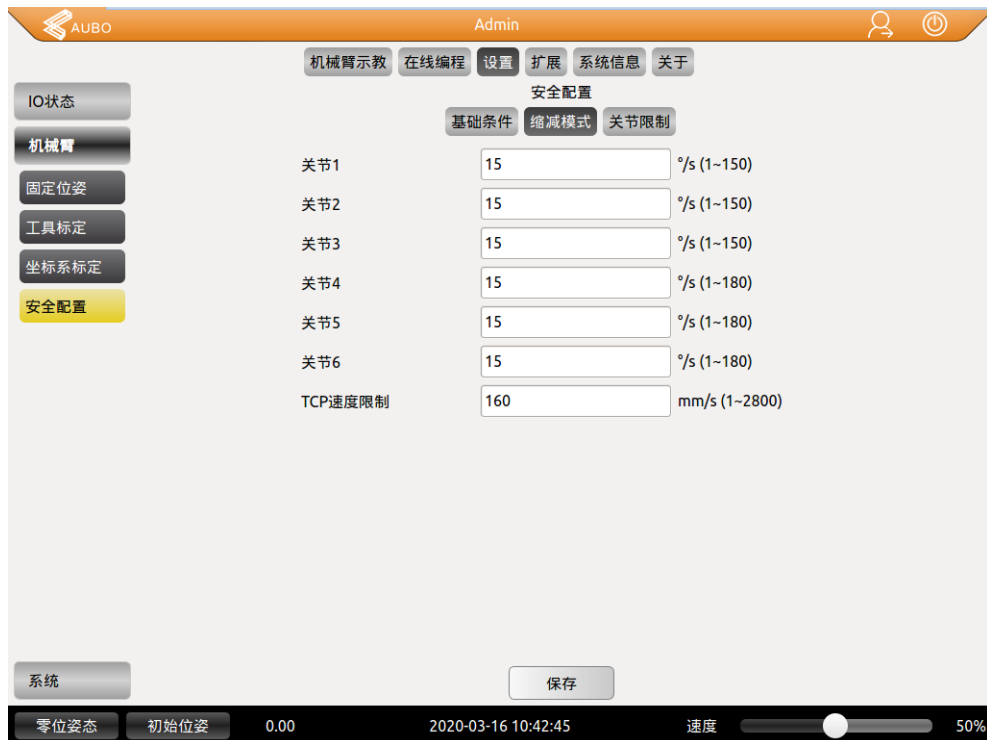 AUBO
Admin
机械臂示教 在线编程 设置 扩展 系统信息 关于
安全配置
基础条件 缩减模式 关节限制
IO状态
机械臂
固定位姿
工具标定
坐标系标定
安全配置
关节1 15 °/s (1~150)
关节2 15 °/s (1~150)
关节3 15 °/s (1~150)
关节4 15 °/s (1~180)
关节5 15 °/s (1~180)
关节6 15 °/s (1~180)
TCP速度限制 160 mm/s (1~2800)
系统
保存
零位姿态 初始位姿 0.00 2020-03-16 10:42:45 速度 50%